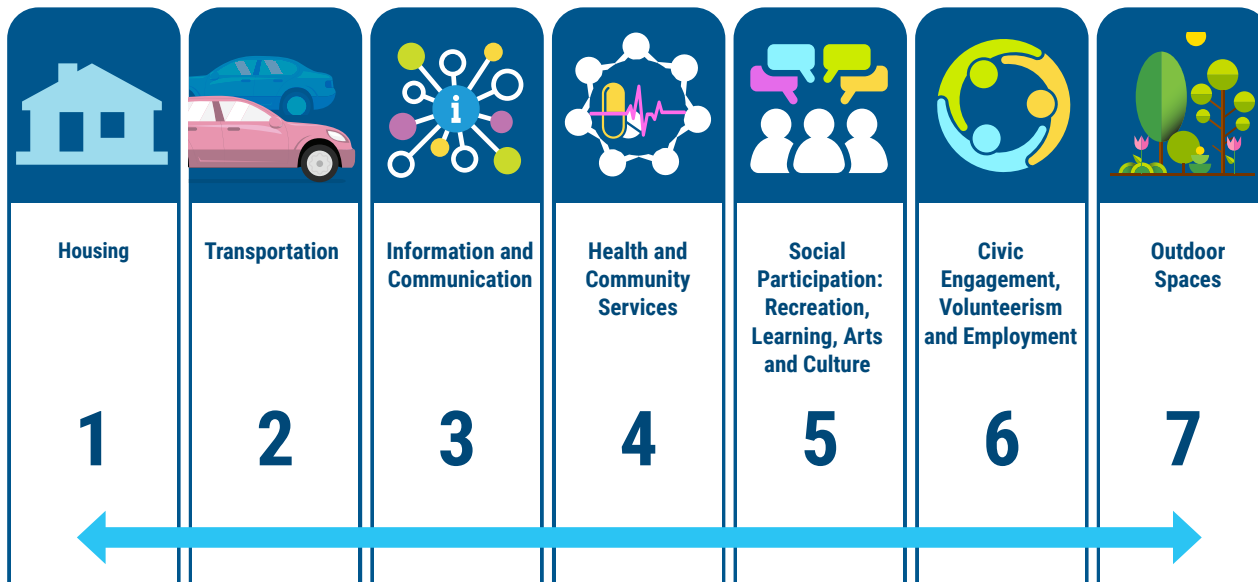 i
Housing
1
Transportation
2
Information and
Communication
3
Health and
Community
Services
4
Social
Participation:
Recreation,
Learning, Arts
and Culture
5
Civic
Engagement,
Volunteerism
and Employment
6
Outdoor
Spaces
7